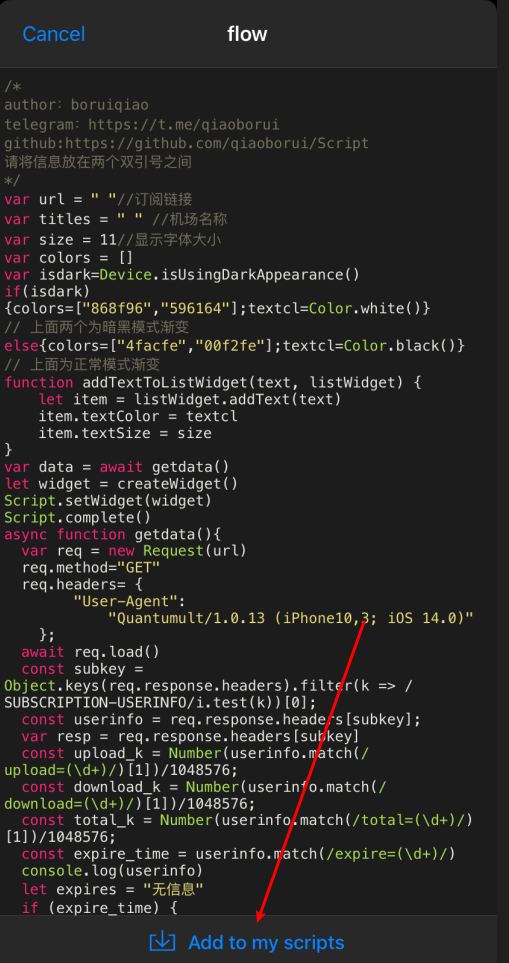 Cancel
flow
/*
author: boruiqiao
telegram: https://t.me/qiaoborui
github:https://github.com/qiaoborui/Script
请将信息放在两个双引号之间
*/
var url = " "//订阅链接
var titles = " " //机场名称
var size = 11//显示字体大小
var colors = []
var isdark=Device.isUsingDarkAppearance()
if(isdark)
{colors=["868f96","596164"];textcl=Color.white()}
// 上面两个为暗黑模式渐变
else{colors=["4facfe","00f2fe"];textcl=Color.black()}
// 上面为正常模式渐变
function addTextToListWidget(text, listWidget) {
    let item = listWidget.addText(text)
    item.textColor = textcl
    item.textSize = size
}
var data = await getdata()
let widget = createWidget()
Script.setWidget(widget)
Script.complete()
async function getdata(){
  var req = new Request(url)
  req.method="GET"
  req.headers= {
        "User-Agent":
            "Quantumult/1.0.13 (iPhone10,3; iOS 14.0)"
    };
  await req.load()
  const subkey =
Object.keys(req.response.headers).filter(k => /
SUBSCRIPTION-USERINFO/i.test(k))[0];
  const userinfo = req.response.headers[subkey];
  var resp = req.response.headers[subkey]
  const upload_k = Number(userinfo.match(/
upload=(\d+)/)[1])/1048576;
  const download_k = Number(userinfo.match(/
download=(\d+)/)[1])/1048576;
  const total_k = Number(userinfo.match(/total=(\d+)/)
[1])/1048576;
  const expire_time = userinfo.match(/expire=(\d+)/)
  console.log(userinfo)
  let expires = "无信息"
  if (expire_time) {
Add to my scripts